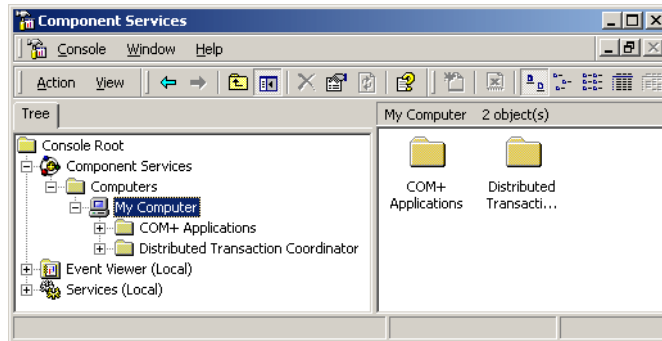 Component Services
Console Window Help
Action View
Tree
My Computer 2 object(s)
Console Root
Component Services
Computers
My Computer
COM+ Applications
Distributed Transaction Coordinator
Event Viewer (Local)
Services (Local)
COM+ Applications
Distributed Transacti...